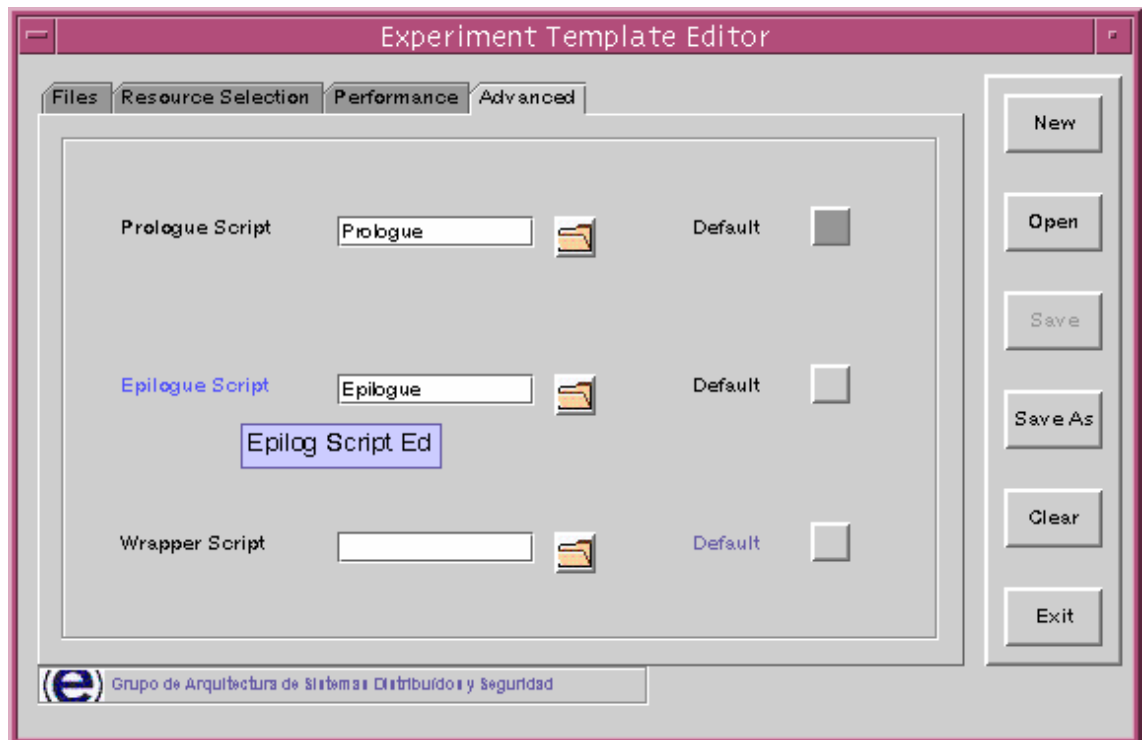 Experiment Template Editor
Files Resource Selection Performance Advanced
New
Prologue Script Prologue Default
Open
Save
Epilogue Script Epilogue Default
Save As
Epilog Script Ed
Clear
Wrapper Script Default
Exit
(e) Grupo de Arquitectura de Sistemas Distribuídos y Seguridad